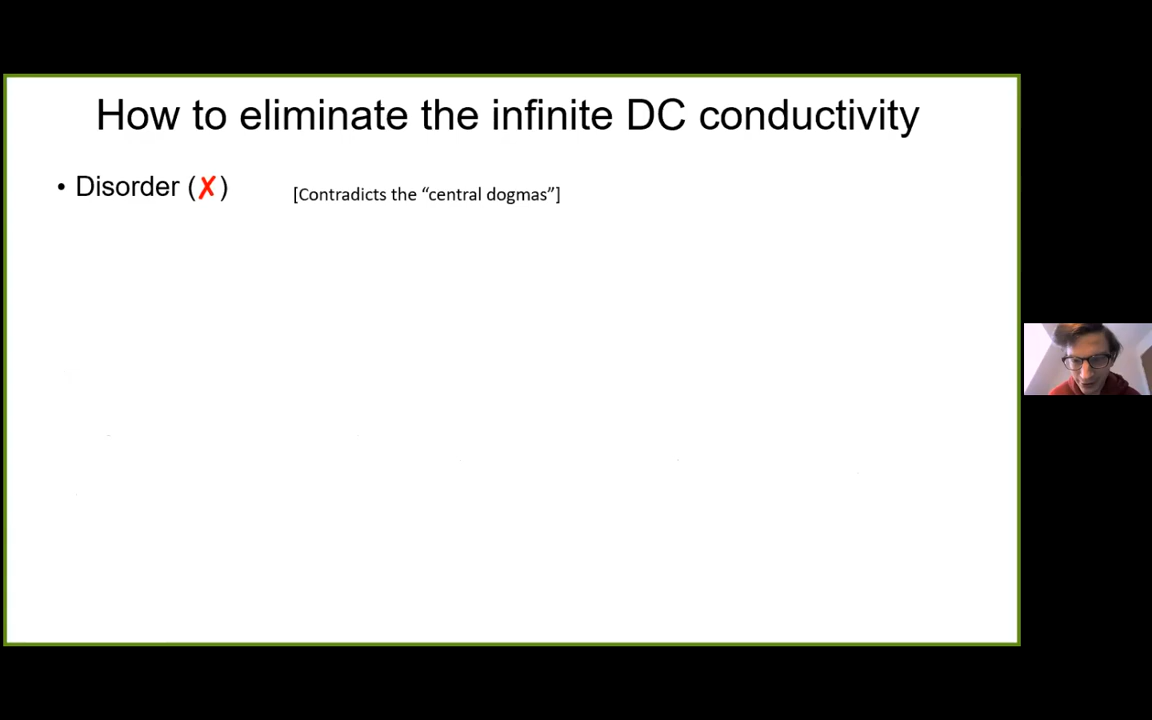 How to eliminate the infinite DC conductivity
• Disorder (✗) [Contradicts the “central dogmas”]